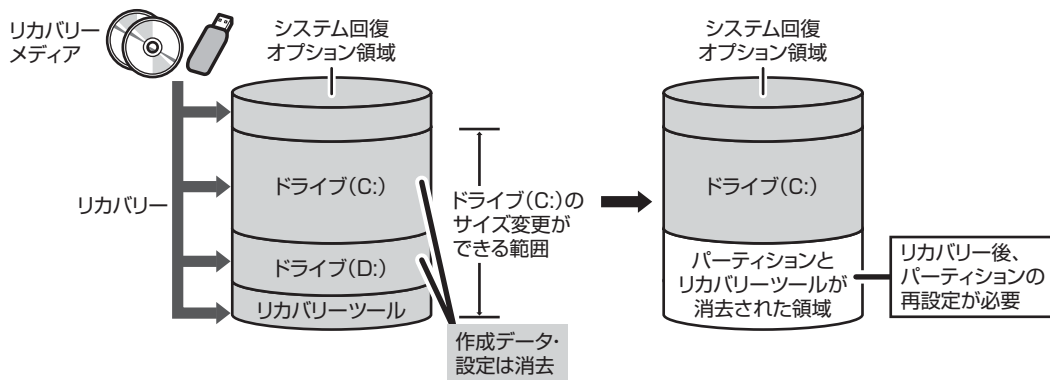 リカバリー
メディア
システム回復
オプション領域
ドライブ(C:)
リカバリー
ドライブ(D:)
リカバリーツール
ドライブ(C:)の
サイズ変更が
できる範囲
作成データ・
設定は消去
システム回復
オプション領域
ドライブ(C:)
パーティションと
リカバリーツールが
消去された領域
リカバリー後、
パーティションの
再設定が必要